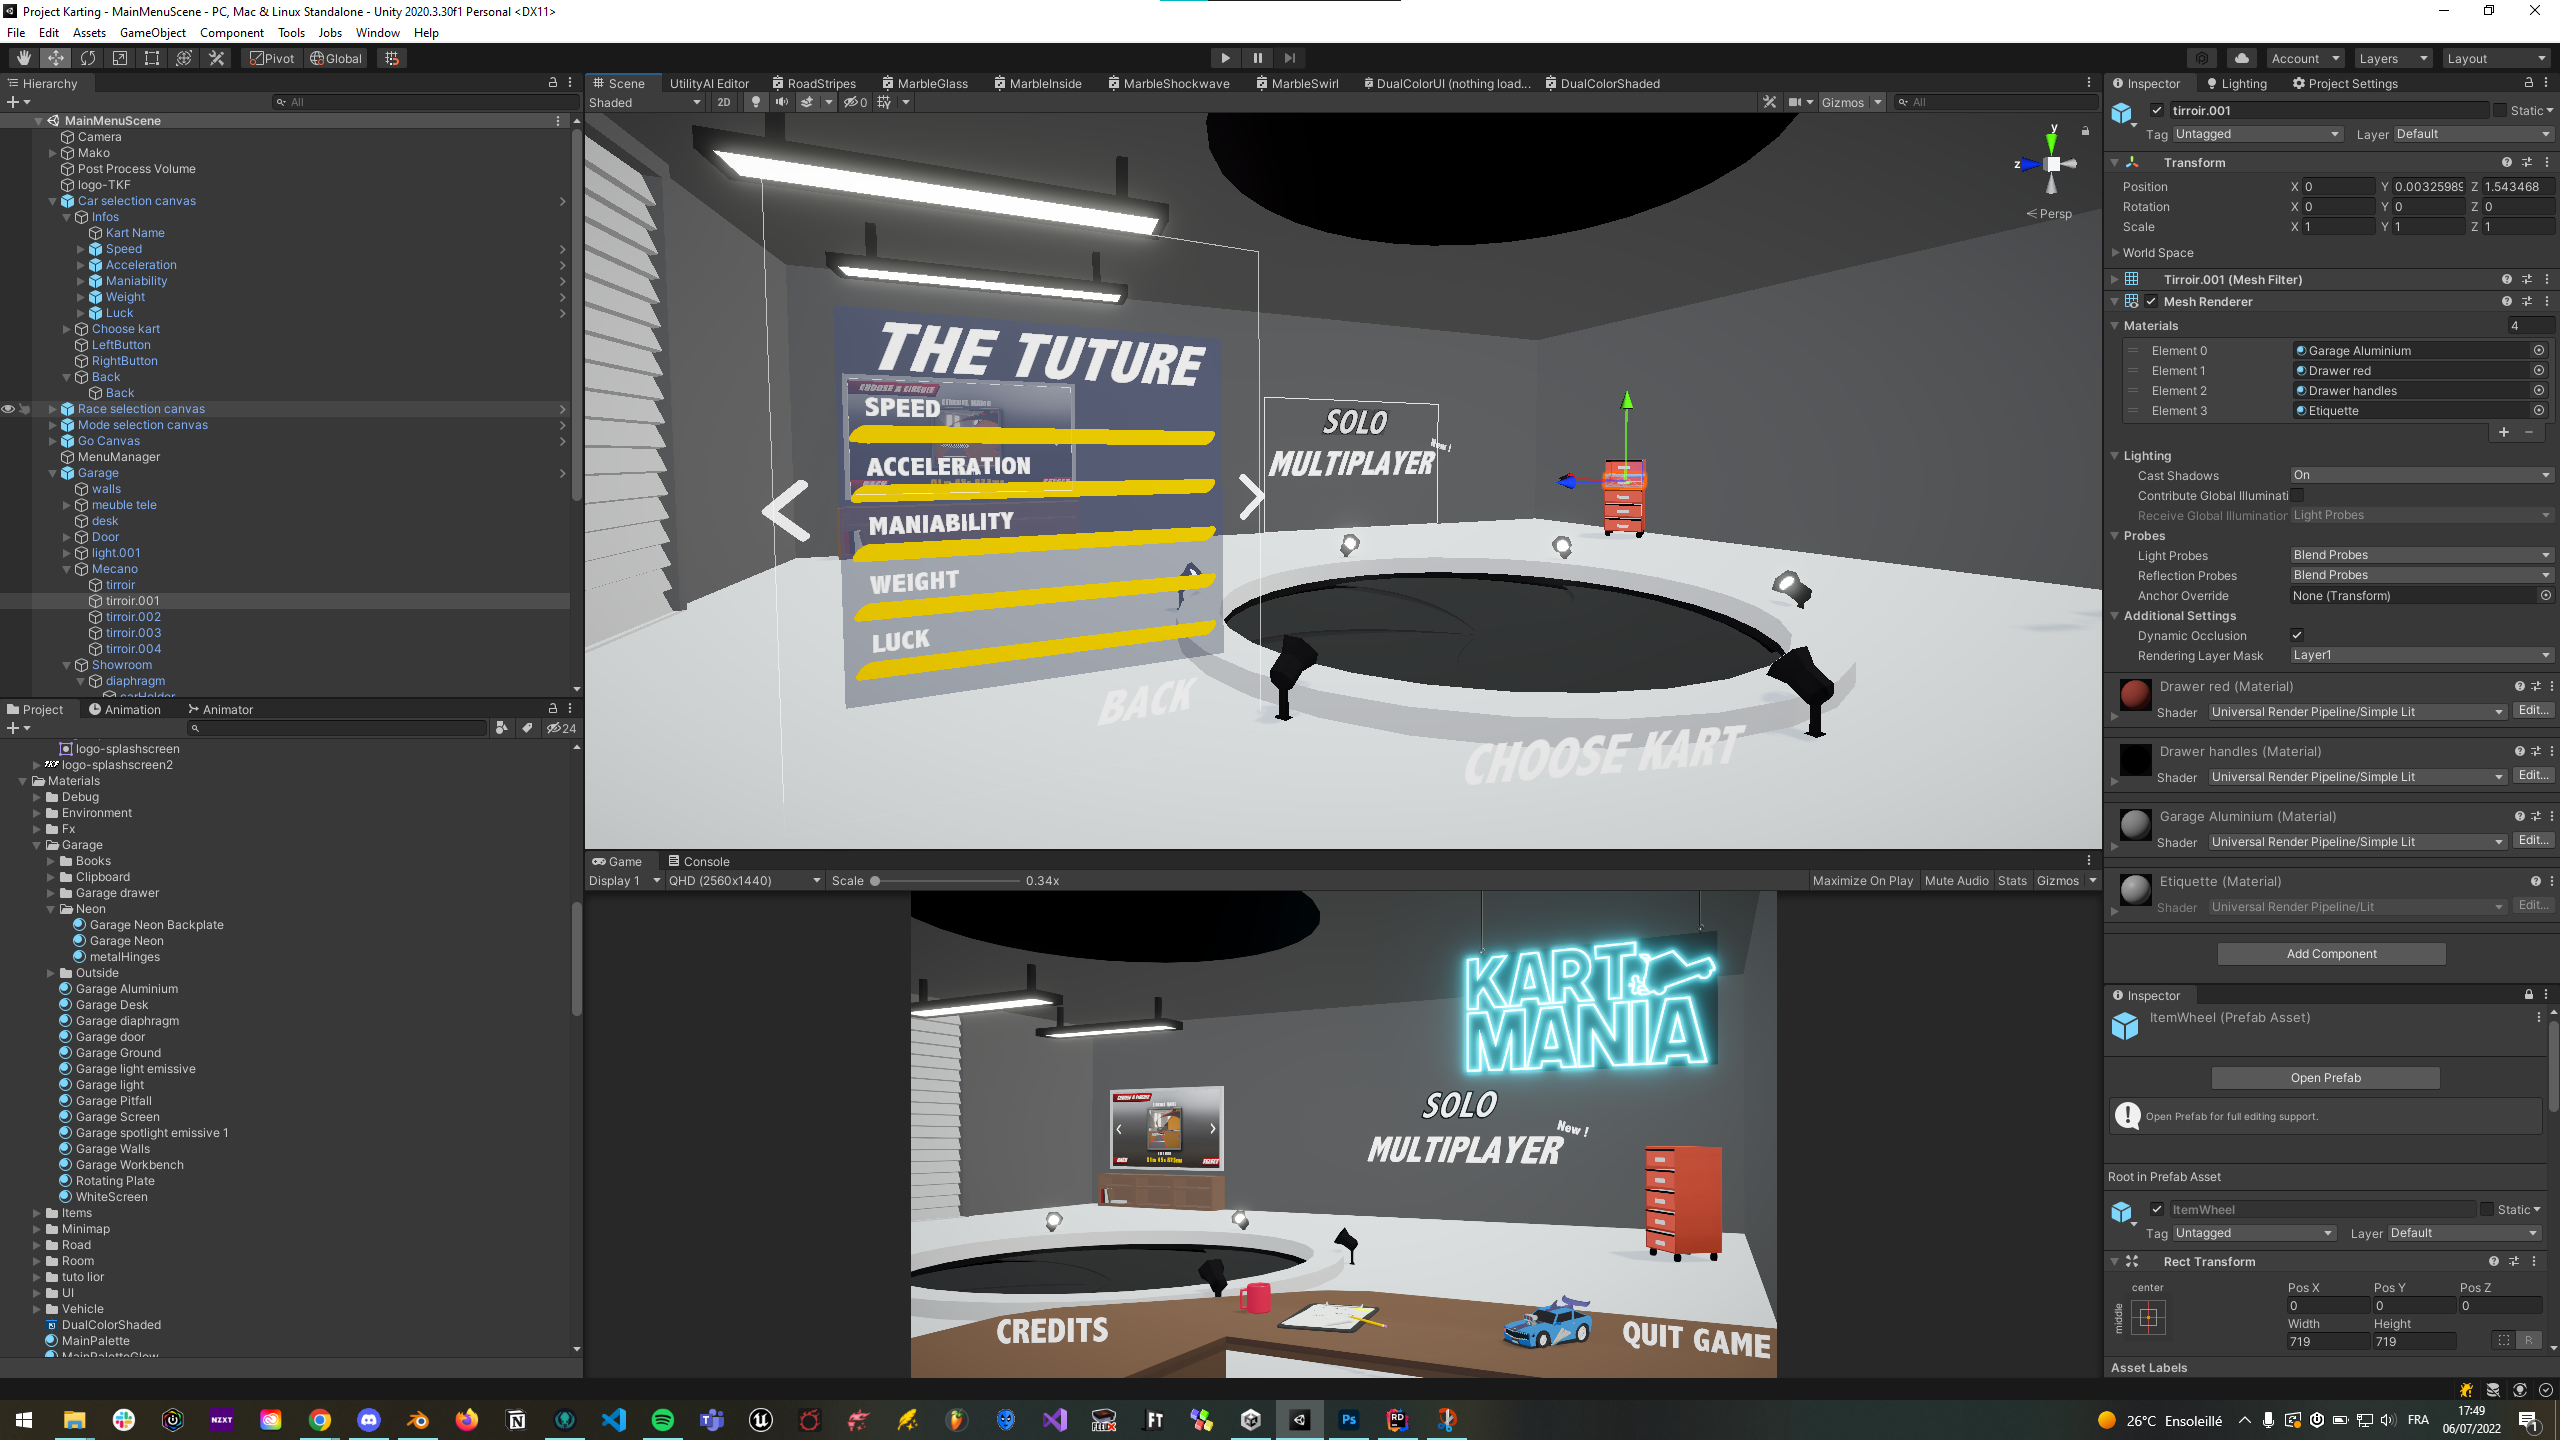 Project Karting - MainMenuScene - PC, Mac & Linux Standalone - Unity 2020.3.30f1 Personal <DX11>
File Edit Assets GameObject Component Tools Jobs Window Help
Pivot Global Account Layers Layout
Hierarchy
All
MainMenuScene
Camera
Mako
Post Process Volume
logo-TKF
Car selection canvas
Infos
Kart Name
Speed
Acceleration
Maniability
Weight
Luck
Choose kart
LeftButton
RightButton
Back
Back
Race selection canvas
Mode selection canvas
Go Canvas
MenuManager
Garage
walls
meuble tele
desk
Door
light.001
Mecano
tirroir
tirroir.001
tirroir.002
tirroir.003
tirroir.004
Showroom
diaphragm
carHolder
Project Animation Animator
24
logo-splashscreen
logo-splashscreen2
Materials
Debug
Environment
Fx
Garage
Books
Clipboard
Garage drawer
Neon
Garage Neon Backplate
Garage Neon
metalHinges
Outside
Garage Aluminium
Garage Desk
Garage diaphragm
Garage door
Garage Ground
Garage light emissive
Garage light
Garage Pitfall
Garage Screen
Garage spotlight emissive 1
Garage Walls
Garage Workbench
Rotating Plate
WhiteScreen
Items
Minimap
Road
Room
tuto lior
UI
Vehicle
DualColorShaded
MainPalette
MainPaletteGlow
Scene UtilityAI Editor RoadStripes MarbleGlass MarbleInside MarbleShockwave MarbleSwirl DualColorUI (nothing load... DualColorShaded
Shaded 2D 0 Gizmos All
y
z
Persp
THE TUTURE
CHOOSE A CIRCUIT
SPEED
ACCELERATION
MANIABILITY
WEIGHT
LUCK
SOLO
New !
MULTIPLAYER
BACK
CHOOSE KART
Game Console
Display 1 QHD (2560x1440) Scale 0.34x Maximize On Play Mute Audio Stats Gizmos
KART
MANIA
SOLO
New !
MULTIPLAYER
CREDITS
QUIT GAME
Inspector Lighting Project Settings
tirroir.001 Static
Tag Untagged Layer Default
Transform
Position X 0 Y 0.00325989 Z 1.543468
Rotation X 0 Y 0 Z 0
Scale X 1 Y 1 Z 1
World Space
Tirroir.001 (Mesh Filter)
Mesh Renderer
Materials 4
Element 0 Garage Aluminium
Element 1 Drawer red
Element 2 Drawer handles
Element 3 Etiquette
Lighting
Cast Shadows On
Contribute Global Illuminati
Receive Global Illumination Light Probes
Probes
Light Probes Blend Probes
Reflection Probes Blend Probes
Anchor Override None (Transform)
Additional Settings
Dynamic Occlusion
Rendering Layer Mask Layer1
Drawer red (Material)
Shader Universal Render Pipeline/Simple Lit Edit...
Drawer handles (Material)
Shader Universal Render Pipeline/Simple Lit Edit...
Garage Aluminium (Material)
Shader Universal Render Pipeline/Simple Lit Edit...
Etiquette (Material)
Shader Universal Render Pipeline/Lit Edit...
Add Component
Inspector
ItemWheel (Prefab Asset)
Open Prefab
Open Prefab for full editing support.
Root in Prefab Asset
ItemWheel Static
Tag Untagged Layer Default
Rect Transform
center Pos X Pos Y Pos Z
0 0 0
middle Width Height
719 719 R
Asset Labels
NZXT
FT
Ps
RD
26°C Ensoleillé FRA 17:49
06/07/2022
1